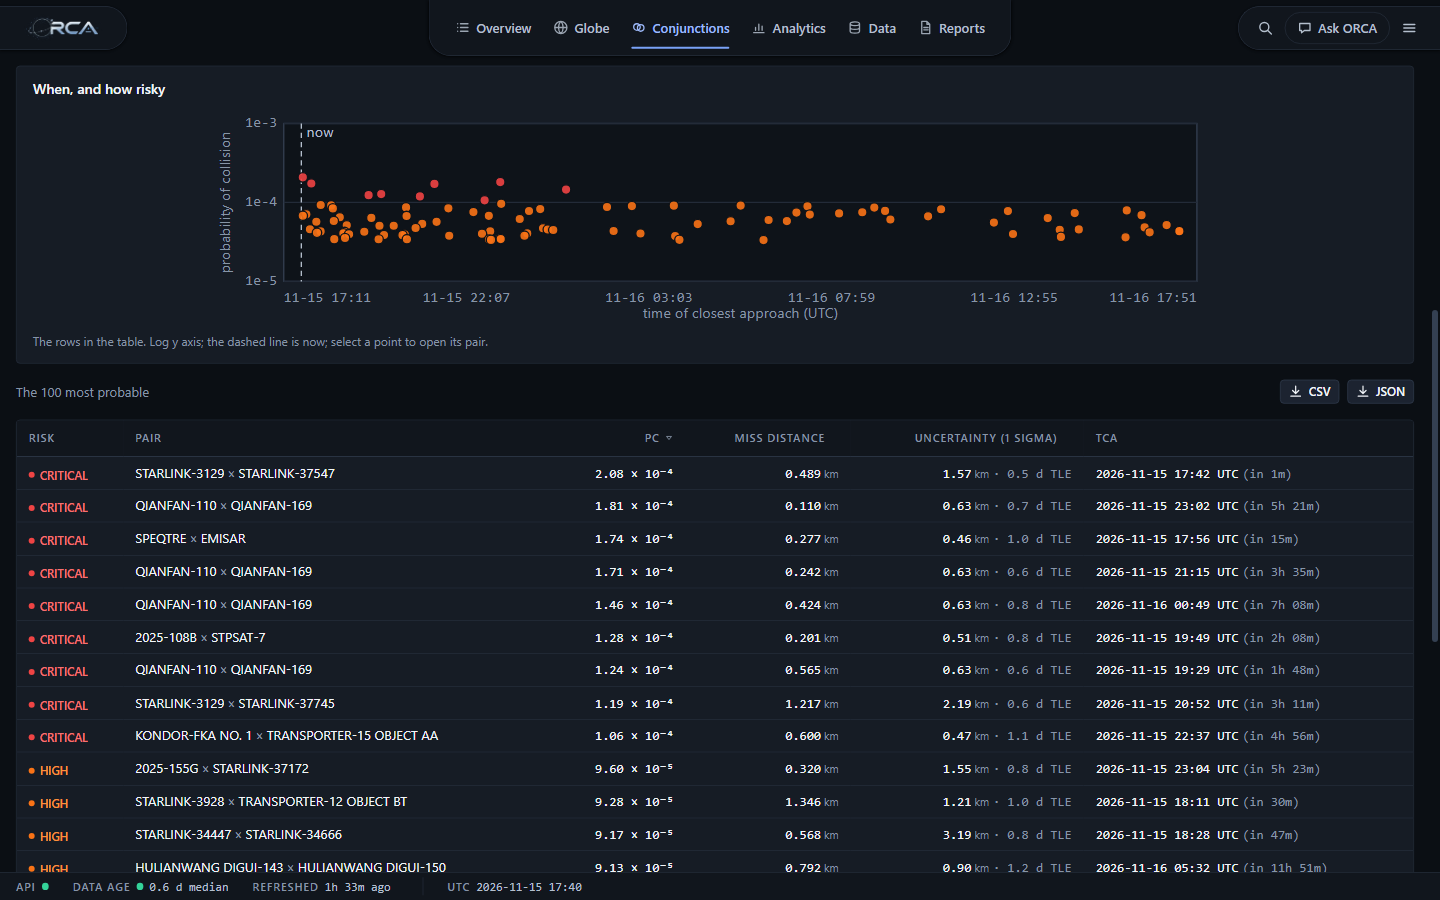 ORCA
Overview
Globe
Conjunctions
Analytics
Data
Reports
Ask ORCA
When, and how risky
probability of collision
1e-3
1e-4
1e-5
now
11-15 17:11
11-15 22:07
11-16 03:03
11-16 07:59
11-16 12:55
11-16 17:51
time of closest approach (UTC)
The rows in the table. Log y axis; the dashed line is now; select a point to open its pair.
The 100 most probable
CSV
JSON
RISK PAIR PC MISS DISTANCE UNCERTAINTY (1 SIGMA) TCA
CRITICAL STARLINK-3129 × STARLINK-37547 2.08 × 10⁻⁴ 0.489 km 1.57 km · 0.5 d TLE 2026-11-15 17:42 UTC (in 1m)
CRITICAL QIANFAN-110 × QIANFAN-169 1.81 × 10⁻⁴ 0.110 km 0.63 km · 0.7 d TLE 2026-11-15 23:02 UTC (in 5h 21m)
CRITICAL SPEQTRE × EMISAR 1.74 × 10⁻⁴ 0.277 km 0.46 km · 1.0 d TLE 2026-11-15 17:56 UTC (in 15m)
CRITICAL QIANFAN-110 × QIANFAN-169 1.71 × 10⁻⁴ 0.242 km 0.63 km · 0.6 d TLE 2026-11-15 21:15 UTC (in 3h 35m)
CRITICAL QIANFAN-110 × QIANFAN-169 1.46 × 10⁻⁴ 0.424 km 0.63 km · 0.8 d TLE 2026-11-16 00:49 UTC (in 7h 08m)
CRITICAL 2025-108B × STPSAT-7 1.28 × 10⁻⁴ 0.201 km 0.51 km · 0.8 d TLE 2026-11-15 19:49 UTC (in 2h 08m)
CRITICAL QIANFAN-110 × QIANFAN-169 1.24 × 10⁻⁴ 0.565 km 0.63 km · 0.6 d TLE 2026-11-15 19:29 UTC (in 1h 48m)
CRITICAL STARLINK-3129 × STARLINK-37745 1.19 × 10⁻⁴ 1.217 km 2.19 km · 0.6 d TLE 2026-11-15 20:52 UTC (in 3h 11m)
CRITICAL KONDOR-FKA NO. 1 × TRANSPORTER-15 OBJECT AA 1.06 × 10⁻⁴ 0.600 km 0.47 km · 1.1 d TLE 2026-11-15 22:37 UTC (in 4h 56m)
HIGH 2025-155G × STARLINK-37172 9.60 × 10⁻⁵ 0.320 km 1.55 km · 0.8 d TLE 2026-11-15 23:04 UTC (in 5h 23m)
HIGH STARLINK-3928 × TRANSPORTER-12 OBJECT BT 9.28 × 10⁻⁵ 1.346 km 1.21 km · 1.0 d TLE 2026-11-15 18:11 UTC (in 30m)
HIGH STARLINK-34447 × STARLINK-34666 9.17 × 10⁻⁵ 0.568 km 3.19 km · 0.8 d TLE 2026-11-15 18:28 UTC (in 47m)
HIGH HULIANWANG DIGUI-143 × HULIANWANG DIGUI-150 9.13 × 10⁻⁵ 0.792 km 0.90 km · 1.2 d TLE 2026-11-16 05:32 UTC (in 11h 51m)
API DATA AGE 0.6 d median REFRESHED 1h 33m ago UTC 2026-11-15 17:40